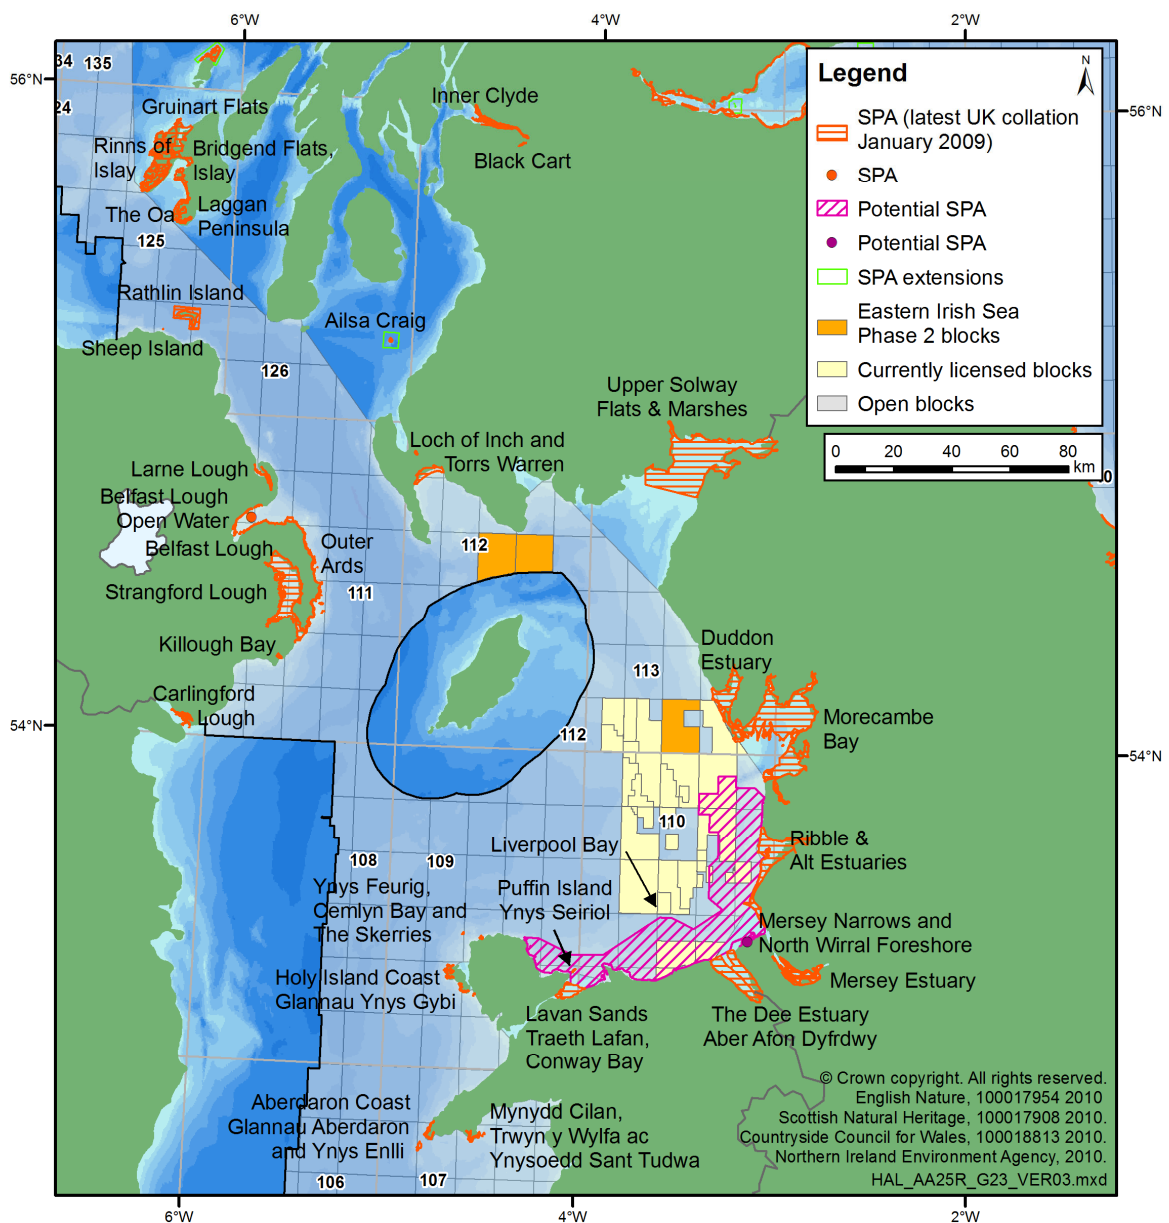 6°W
4°W
2°W
56°N
56°N
34
135
24
Gruinart Flats
Rinns of
Islay
Bridgend Flats,
Islay
The Oa
Laggan
Peninsula
125
Inner Clyde
Black Cart
Legend
N
SPA (latest UK collation
January 2009)
SPA
Potential SPA
Potential SPA
SPA extensions
Eastern Irish Sea
Phase 2 blocks
Currently licensed blocks
Open blocks
0 20 40 60 80
km
Rathlin Island
Sheep Island
Ailsa Craig
126
Upper Solway
Flats & Marshes
Loch of Inch and
Torrs Warren
Larne Lough
Belfast Lough
Open Water
Belfast Lough
Outer
Ards
Strangford Lough
Killough Bay
112
111
Carlingford
Lough
54°N
54°N
Duddon
Estuary
113
Morecambe
Bay
112
110
Liverpool Bay
Ribble &
Alt Estuaries
108
109
Puffin Island
Ynys Seiriol
Ynys Feurig,
Cemlyn Bay and
The Skerries
Mersey Narrows and
North Wirral Foreshore
Holy Island Coast
Glannau Ynys Gybi
Mersey Estuary
Lavan Sands
Traeth Lafan,
Conway Bay
The Dee Estuary
Aber Afon Dyfrdwy
Aberdaron Coast
Glannau Aberdaron
and Ynys Enlli
Mynydd Cilan,
Trwyn y Wylfa ac
Ynysoedd Sant Tudwa
106
107
© Crown copyright. All rights reserved.
English Nature, 100017954 2010
Scottish Natural Heritage, 100017908 2010.
Countryside Council for Wales, 100018813 2010.
Northern Ireland Environment Agency, 2010.
HAL_AA25R_G23_VER03.mxd
6°W
4°W
2°W